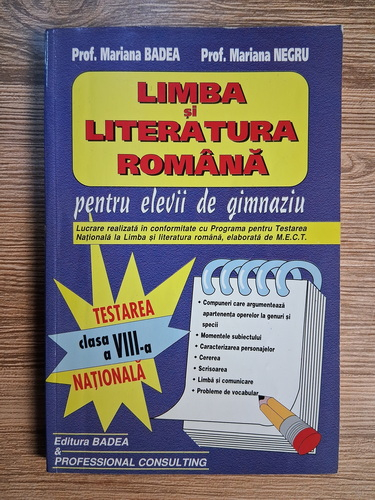 Prof. Mariana BADEA Prof. Mariana NEGRU
LIMBA
și
LITERATURA
ROMÂNĂ
pentru elevii de gimnaziu
Lucrare realizată în conformitate cu Programa pentru Testarea
Națională la Limba și literatura română, elaborată de M.E.C.T.
TESTAREA
clasa
a VIII-a
NAȚIONALĂ
• Compuneri care argumentează
apartenența operelor la genuri și
specii
• Momentele subiectului
• Caracterizarea personajelor
• Cererea
• Scrisoarea
• Limbă și comunicare
• Probleme de vocabular
Editura BADEA
&
PROFESSIONAL CONSULTING